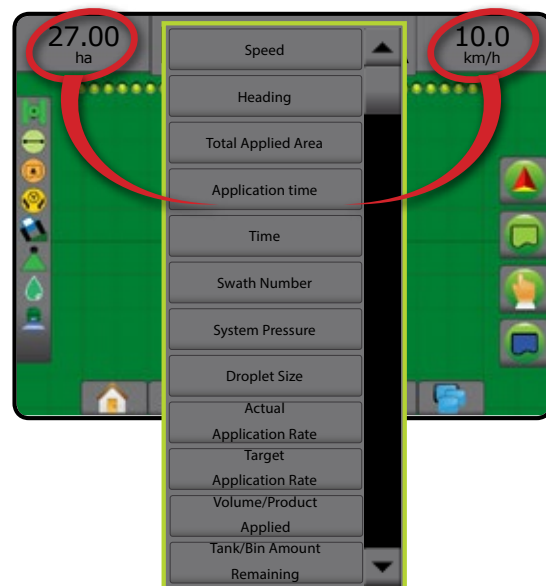 27.00
ha
10.0
km/h
Speed
Heading
Total Applied Area
Application time
Time
Swath Number
System Pressure
Droplet Size
Actual
Application Rate
Target
Application Rate
Volume/Product
Applied
Tank/Bin Amount
Remaining